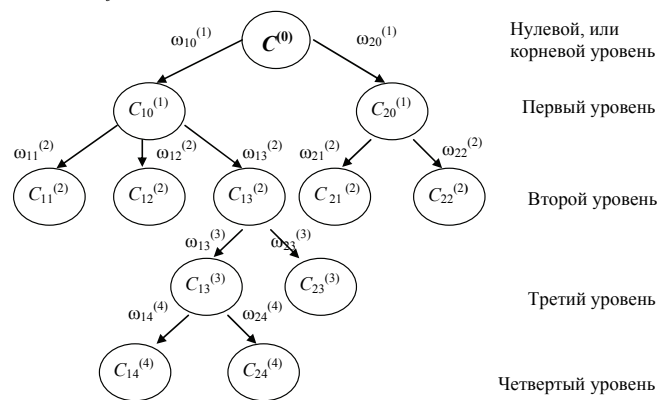 ω₁₀⁽¹⁾ C⁽⁰⁾ ω₂₀⁽¹⁾ Нулевой, или
корневой уровень
C₁₀⁽¹⁾ C₂₀⁽¹⁾ Первый уровень
ω₁₁⁽²⁾ ω₁₂⁽²⁾ ω₁₃⁽²⁾ ω₂₁⁽²⁾ ω₂₂⁽²⁾
C₁₁⁽²⁾ C₁₂⁽²⁾ C₁₃⁽²⁾ C₂₁⁽²⁾ C₂₂⁽²⁾ Второй уровень
ω₁₃⁽³⁾ ω₂₃⁽³⁾
C₁₃⁽³⁾ C₂₃⁽³⁾ Третий уровень
ω₁₄⁽⁴⁾ ω₂₄⁽⁴⁾
C₁₄⁽⁴⁾ C₂₄⁽⁴⁾ Четвертый уровень